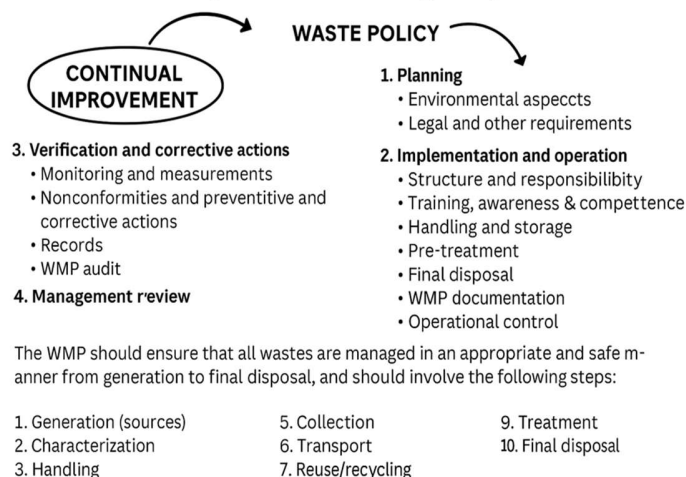 WASTE POLICY
CONTINUAL
IMPROVEMENT
1. Planning
• Environmental aspeccts
• Legal and other requirements
2. Implementation and operation
• Structure and responsibilibity
• Training, awareness & compettence
• Handling and storage
• Pre-treatment
• Final disposal
• WMP documentation
• Operational control
3. Verification and corrective actions
• Monitoring and measurements
• Nonconformities and preventitive and
corrective actions
• Records
• WMP audit
4. Management review
The WMP should ensure that all wastes are managed in an appropriate and safe m-
anner from generation to final disposal, and should involve the following steps:
1. Generation (sources)
2. Characterization
3. Handling
5. Collection
6. Transport
7. Reuse/recycling
9. Treatment
10. Final disposal